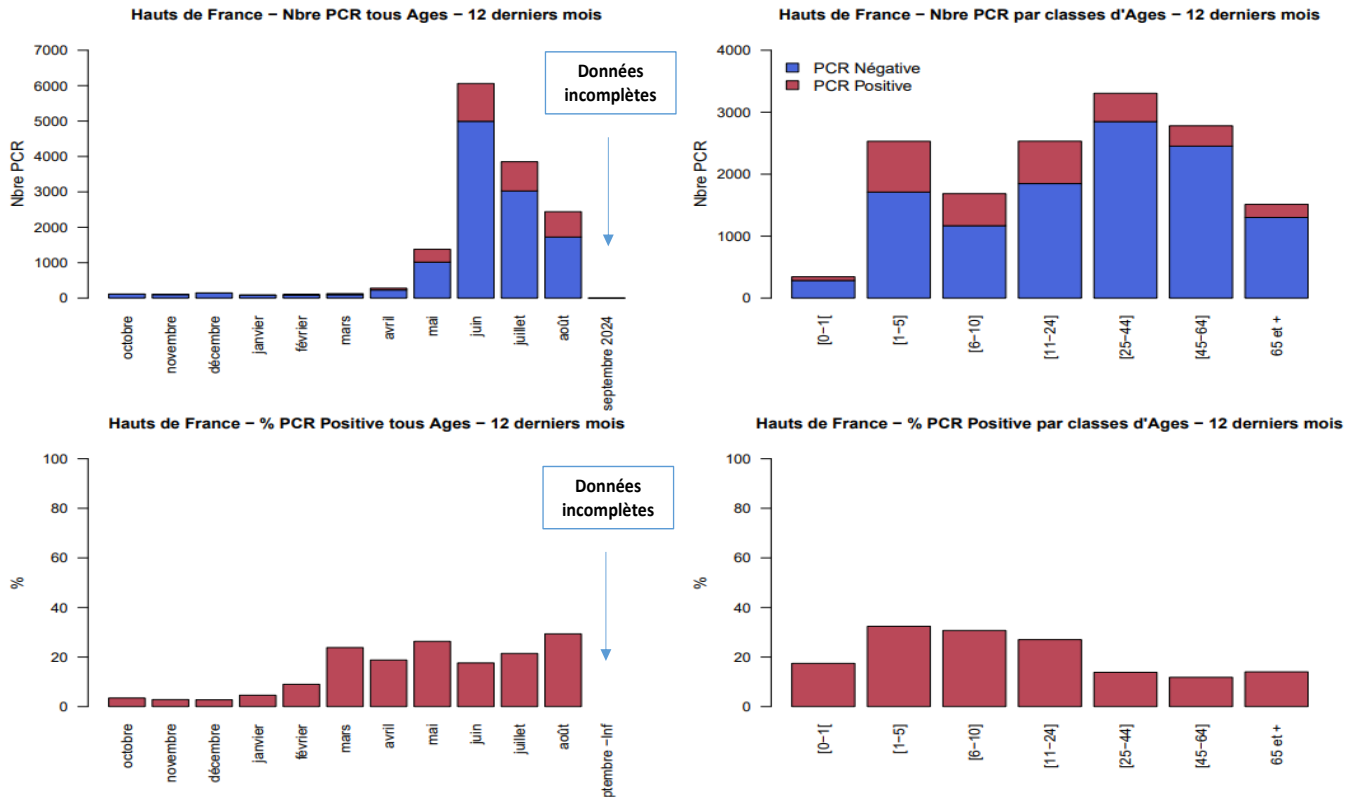 Hauts de France − Nbre PCR tous Ages − 12 derniers mois
Nbre PCR
7000
6000
5000
4000
3000
2000
1000
0
Données
incomplètes
octobre
novembre
décembre
janvier
février
mars
avril
mai
juin
juillet
août
septembre 2024
Hauts de France − Nbre PCR par classes d'Ages − 12 derniers mois
Nbre PCR
4000
3000
2000
1000
0
PCR Négative
PCR Positive
[0−1[
[1−5]
[6−10]
[11−24]
[25−44]
[45−64]
65 et +
Hauts de France − % PCR Positive tous Ages − 12 derniers mois
%
100
80
60
40
20
0
Données
incomplètes
octobre
novembre
décembre
janvier
février
mars
avril
mai
juin
juillet
août
ptembre −Inf
Hauts de France − % PCR Positive par classes d'Ages − 12 derniers mois
%
100
80
60
40
20
0
[0−1[
[1−5]
[6−10]
[11−24]
[25−44]
[45−64]
65 et +